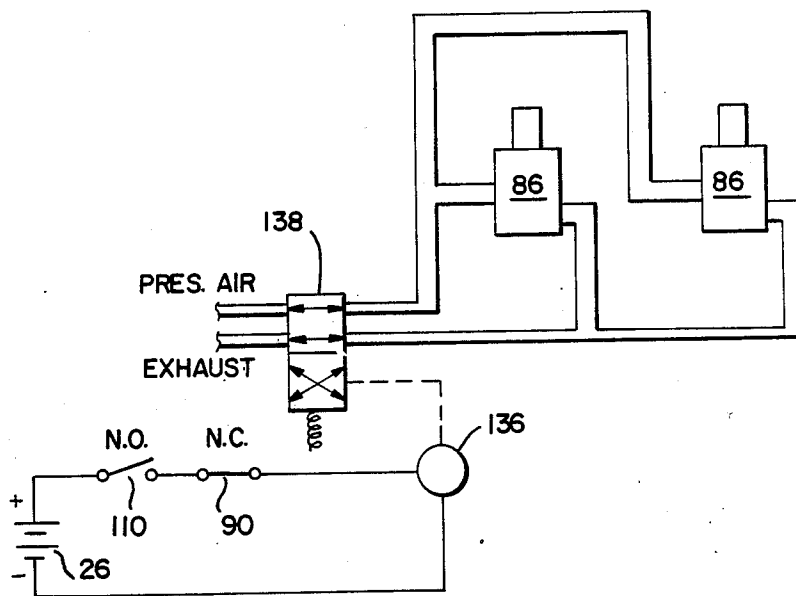 86
86
138
PRES. AIR
EXHAUST
136
N.O.
N.C.
+
110
90
26
-